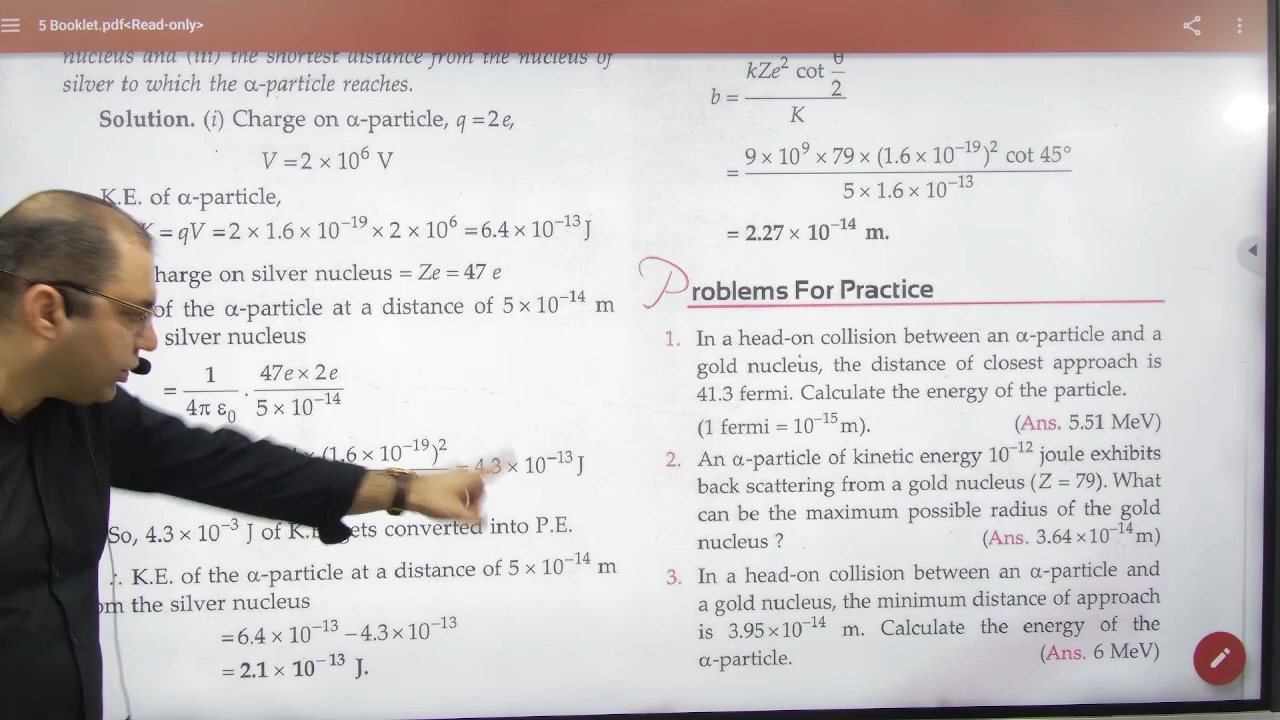 5 Booklet.pdf<Read-only>
nucleus and (iii) the shortest distance from the nucleus of
silver to which the α-particle reaches.
Solution. (i) Charge on α-particle, q = 2e,
V = 2 × 10⁶ V
K.E. of α-particle,
K = qV = 2 × 1.6 × 10⁻¹⁹ × 2 × 10⁶ = 6.4 × 10⁻¹³ J
harge on silver nucleus = Ze = 47 e
of the α-particle at a distance of 5 × 10⁻¹⁴ m
silver nucleus
= 1/(4π ε₀) · (47e × 2e)/(5 × 10⁻¹⁴)
(1.6 × 10⁻¹⁹)² = 4.3 × 10⁻¹³ J
So, 4.3 × 10⁻³ J of K.E. gets converted into P.E.
∴ K.E. of the α-particle at a distance of 5 × 10⁻¹⁴ m
om the silver nucleus
= 6.4 × 10⁻¹³ − 4.3 × 10⁻¹³
= 2.1 × 10⁻¹³ J.
b = (kZe² cot θ/2)/K
= (9 × 10⁹ × 79 × (1.6 × 10⁻¹⁹)² cot 45°)/(5 × 1.6 × 10⁻¹³)
= 2.27 × 10⁻¹⁴ m.
Problems For Practice
1. In a head-on collision between an α-particle and a
gold nucleus, the distance of closest approach is
41.3 fermi. Calculate the energy of the particle.
(1 fermi = 10⁻¹⁵ m). (Ans. 5.51 MeV)
2. An α-particle of kinetic energy 10⁻¹² joule exhibits
back scattering from a gold nucleus (Z = 79). What
can be the maximum possible radius of the gold
nucleus ? (Ans. 3.64 × 10⁻¹⁴ m)
3. In a head-on collision between an α-particle and
a gold nucleus, the minimum distance of approach
is 3.95 × 10⁻¹⁴ m. Calculate the energy of the
α-particle. (Ans. 6 MeV)